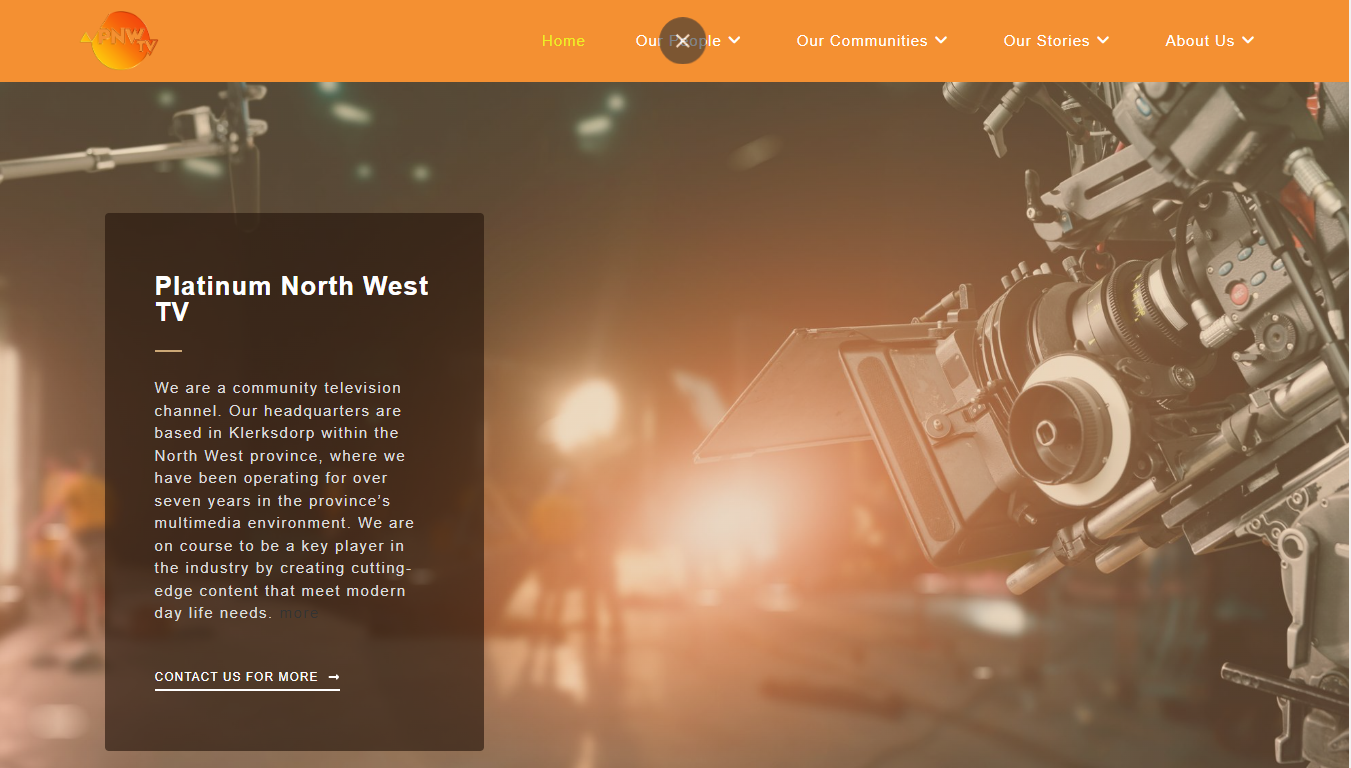 PNW
TV
Home
Our People
Our Communities
Our Stories
About Us
Platinum North West
TV
We are a community television
channel. Our headquarters are
based in Klerksdorp within the
North West province, where we
have been operating for over
seven years in the province’s
multimedia environment. We are
on course to be a key player in
the industry by creating cutting-
edge content that meet modern
day life needs. more
CONTACT US FOR MORE →